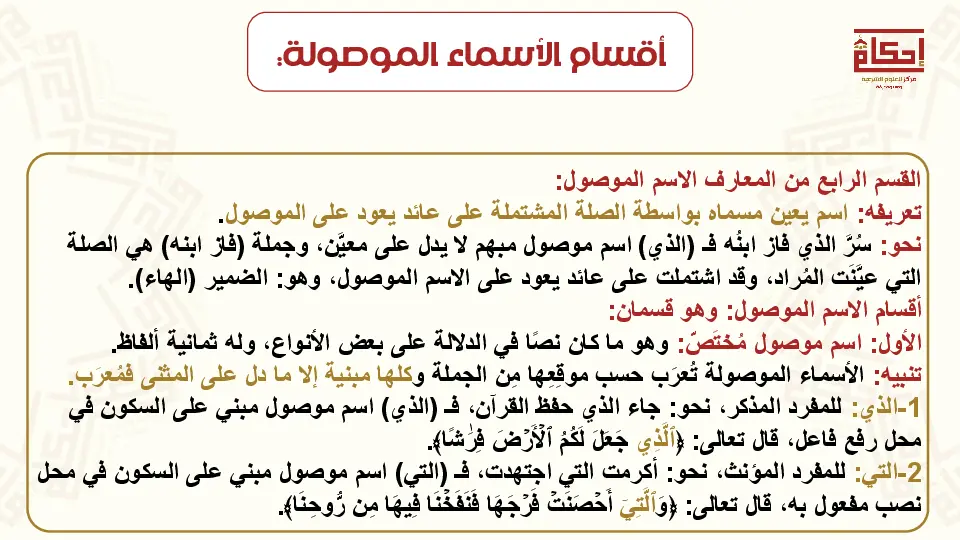 أقسام الأسماء الموصولة:
إحكام
مركز للعلوم الشرعية
القسم الرابع من المعارف الاسم الموصول:
تعريفه: اسم يعين مسماه بواسطة الصلة المشتملة على عائد يعود على الموصول.
نحو: سُرَّ الذي فاز ابنُه فـ (الذي) اسم موصول مبهم لا يدل على معيَّن، وجملة (فاز ابنه) هي الصلة
التي عيَّنَت المُراد، وقد اشتملت على عائد يعود على الاسم الموصول، وهو: الضمير (الهاء).
أقسام الاسم الموصول: وهو قسمان:
الأول: اسم موصول مُختَصّ: وهو ما كان نصًا في الدلالة على بعض الأنواع، وله ثمانية ألفاظ.
تنبيه: الأسماء الموصولة تُعرَب حسب موقِعِها مِن الجملة وكلها مبنية إلا ما دل على المثنى فمُعرَب.
1-الذي: للمفرد المذكر، نحو: جاء الذي حفظ القرآن، فـ (الذي) اسم موصول مبني على السكون في
محل رفع فاعل، قال تعالى: ﴿ٱلَّذِي جَعَلَ لَكُمُ ٱلۡأَرۡضَ فِرَٰشٗا﴾.
2-التي: للمفرد المؤنث، نحو: أكرمت التي اجتهدت، فـ (التي) اسم موصول مبني على السكون في محل
نصب مفعول به، قال تعالى: ﴿وَٱلَّتِيٓ أَحۡصَنَتۡ فَرۡجَهَا فَنَفَخۡنَا فِيهَا مِن رُّوحِنَا﴾.